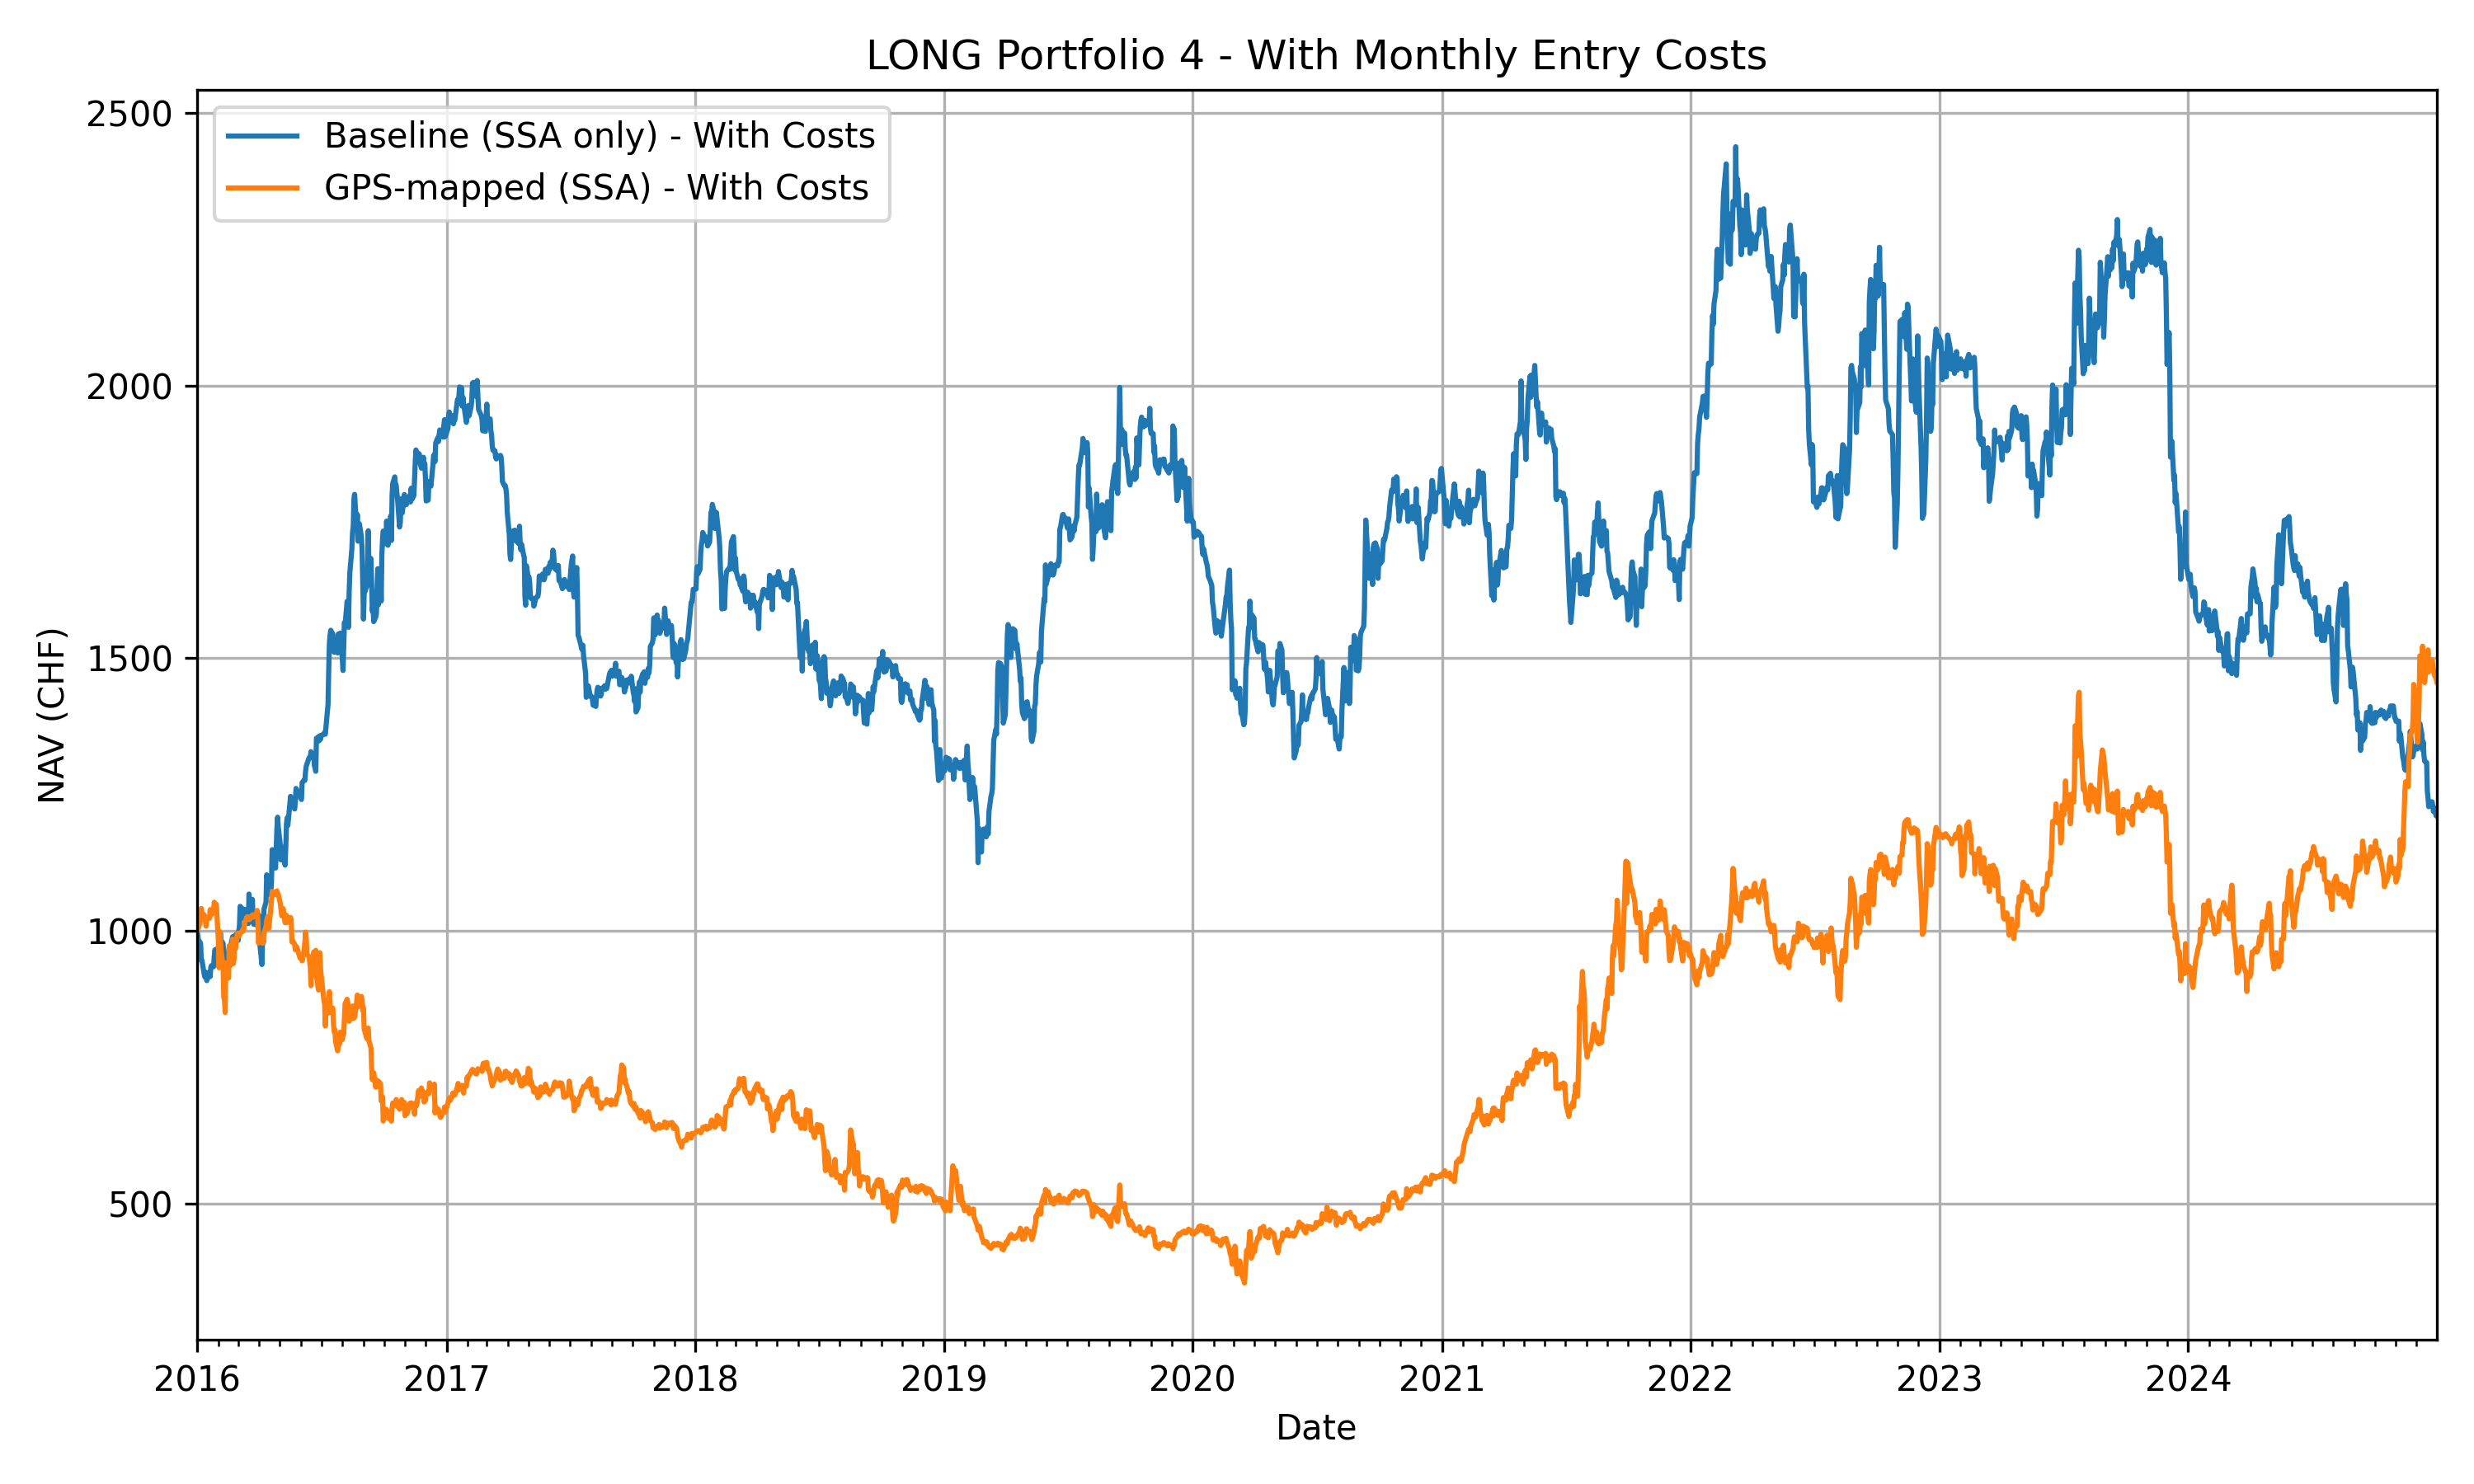 LONG Portfolio 4 - With Monthly Entry Costs
Baseline (SSA only) - With Costs
GPS-mapped (SSA) - With Costs
NAV (CHF)
2500
2000
1500
1000
500
2016 2017 2018 2019 2020 2021 2022 2023 2024
Date